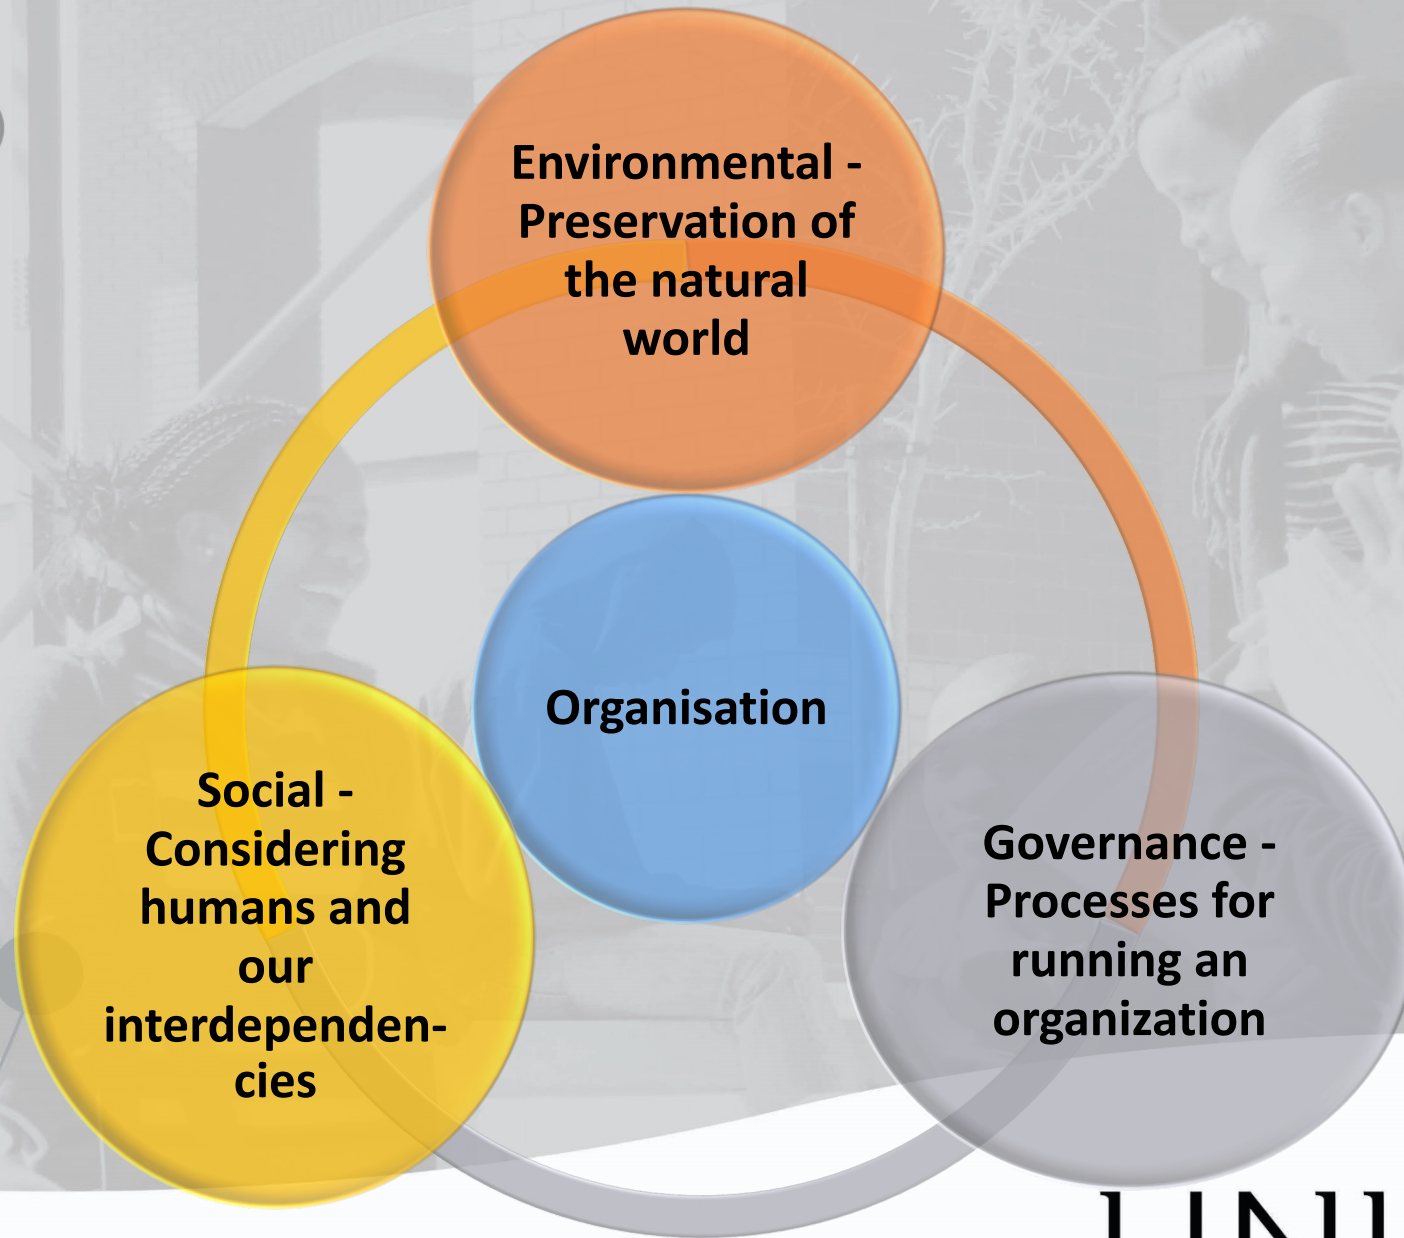 Environmental -
Preservation of
the natural
world
Organisation
Social -
Considering
humans and
our
interdependen-
cies
Governance -
Processes for
running an
organization